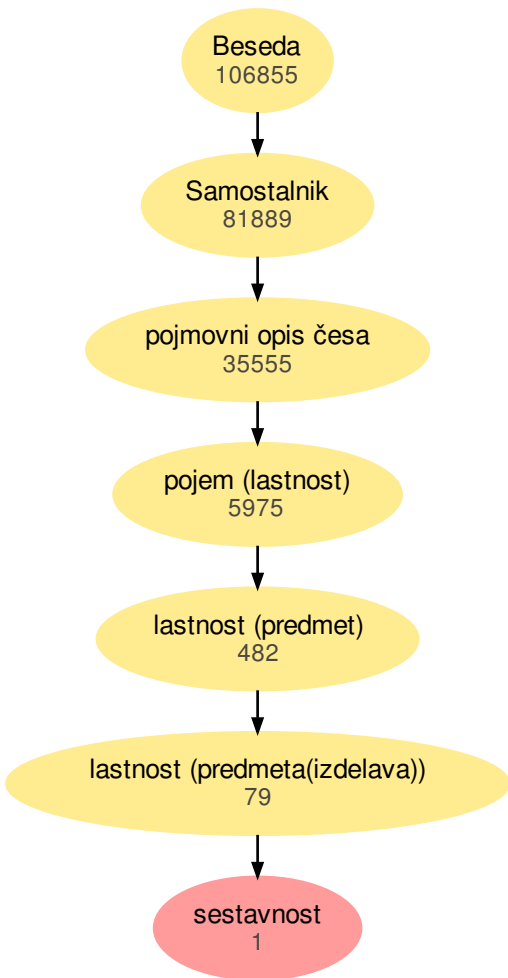 Beseda
106855
Samostalnik
81889
pojmovni opis česa
35555
pojem (lastnost)
5975
lastnost (predmet)
482
lastnost (predmeta(izdelava))
79
sestavnost
1